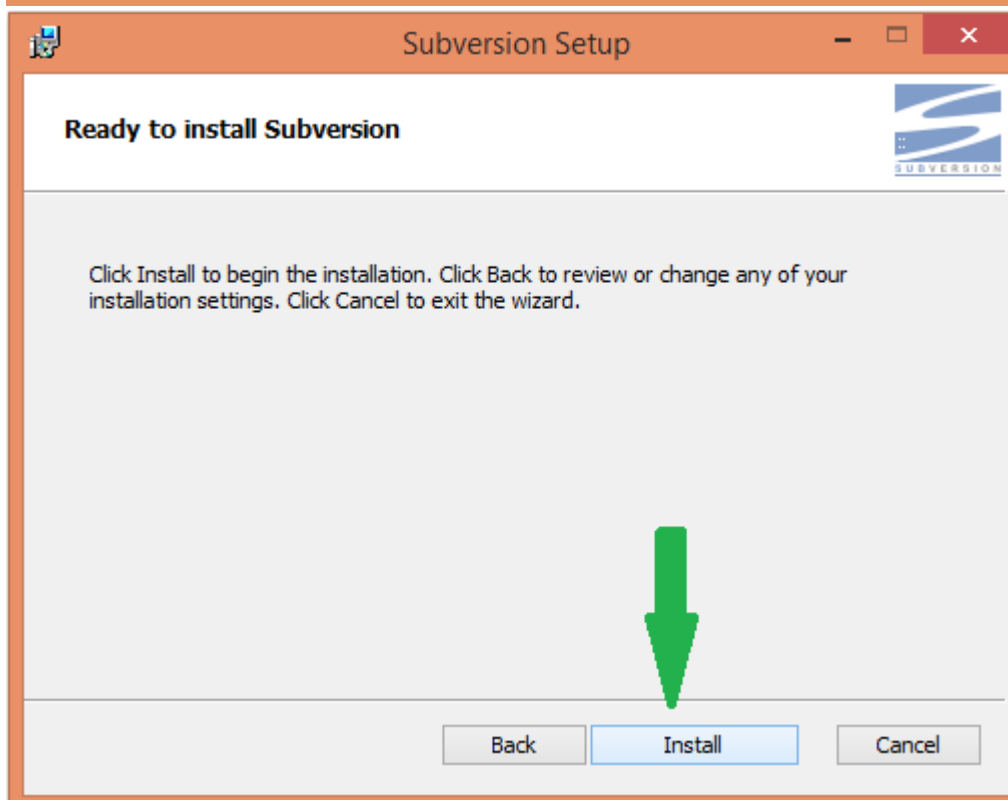 Subversion Setup
Ready to install Subversion
SUBVERSION
Click Install to begin the installation. Click Back to review or change any of your
installation settings. Click Cancel to exit the wizard.
Back Install Cancel